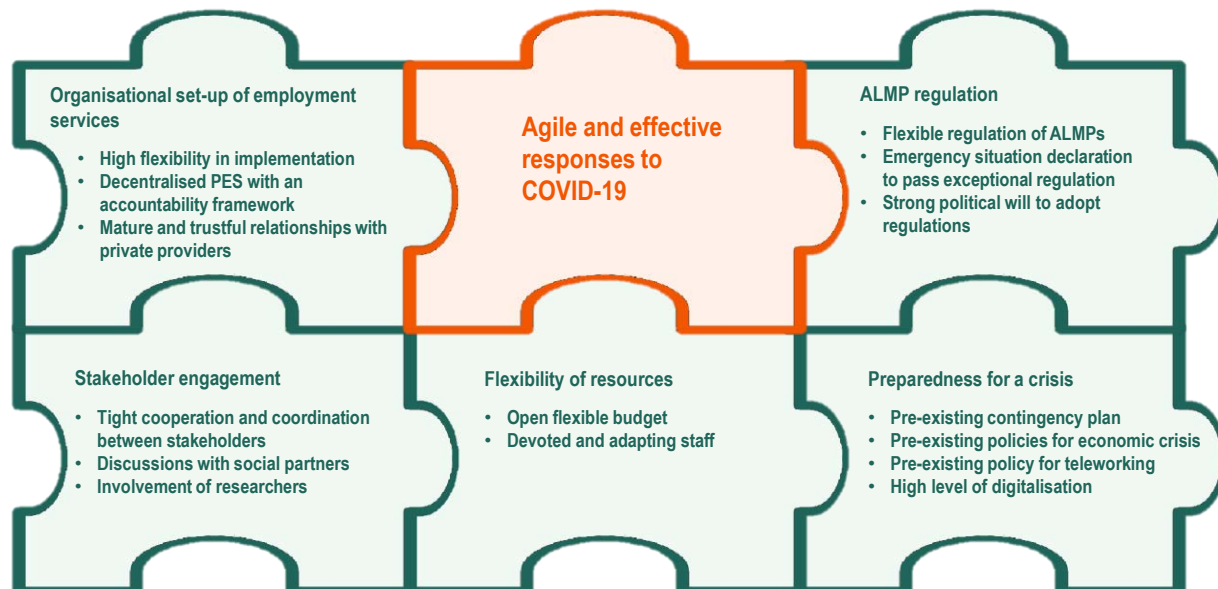 Organisational set-up of employment
services
• High flexibility in implementation
• Decentralised PES with an
accountability framework
• Mature and trustful relationships with
private providers
Agile and effective
responses to
COVID-19
ALMP regulation
• Flexible regulation of ALMPs
• Emergency situation declaration
to pass exceptional regulation
• Strong political will to adopt
regulations
Stakeholder engagement
• Tight cooperation and coordination
between stakeholders
• Discussions with social partners
• Involvement of researchers
Flexibility of resources
• Open flexible budget
• Devoted and adapting staff
Preparedness for a crisis
• Pre-existing contingency plan
• Pre-existing policies for economic crisis
• Pre-existing policy for teleworking
• High level of digitalisation